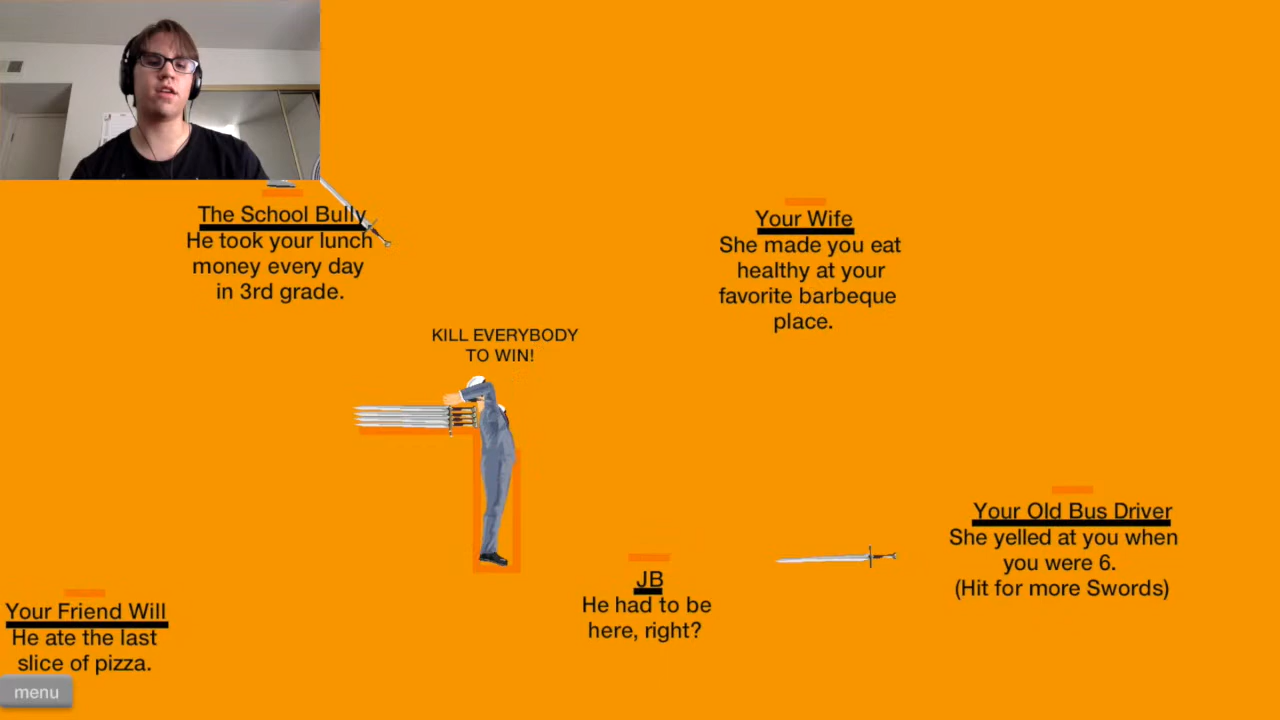 The School Bully
He took your lunch
money every day
in 3rd grade.
Your Wife
She made you eat
healthy at your
favorite barbeque
place.
KILL EVERYBODY
TO WIN!
Your Old Bus Driver
She yelled at you when
you were 6.
(Hit for more Swords)
JB
He had to be
here, right?
Your Friend Will
He ate the last
slice of pizza.
menu